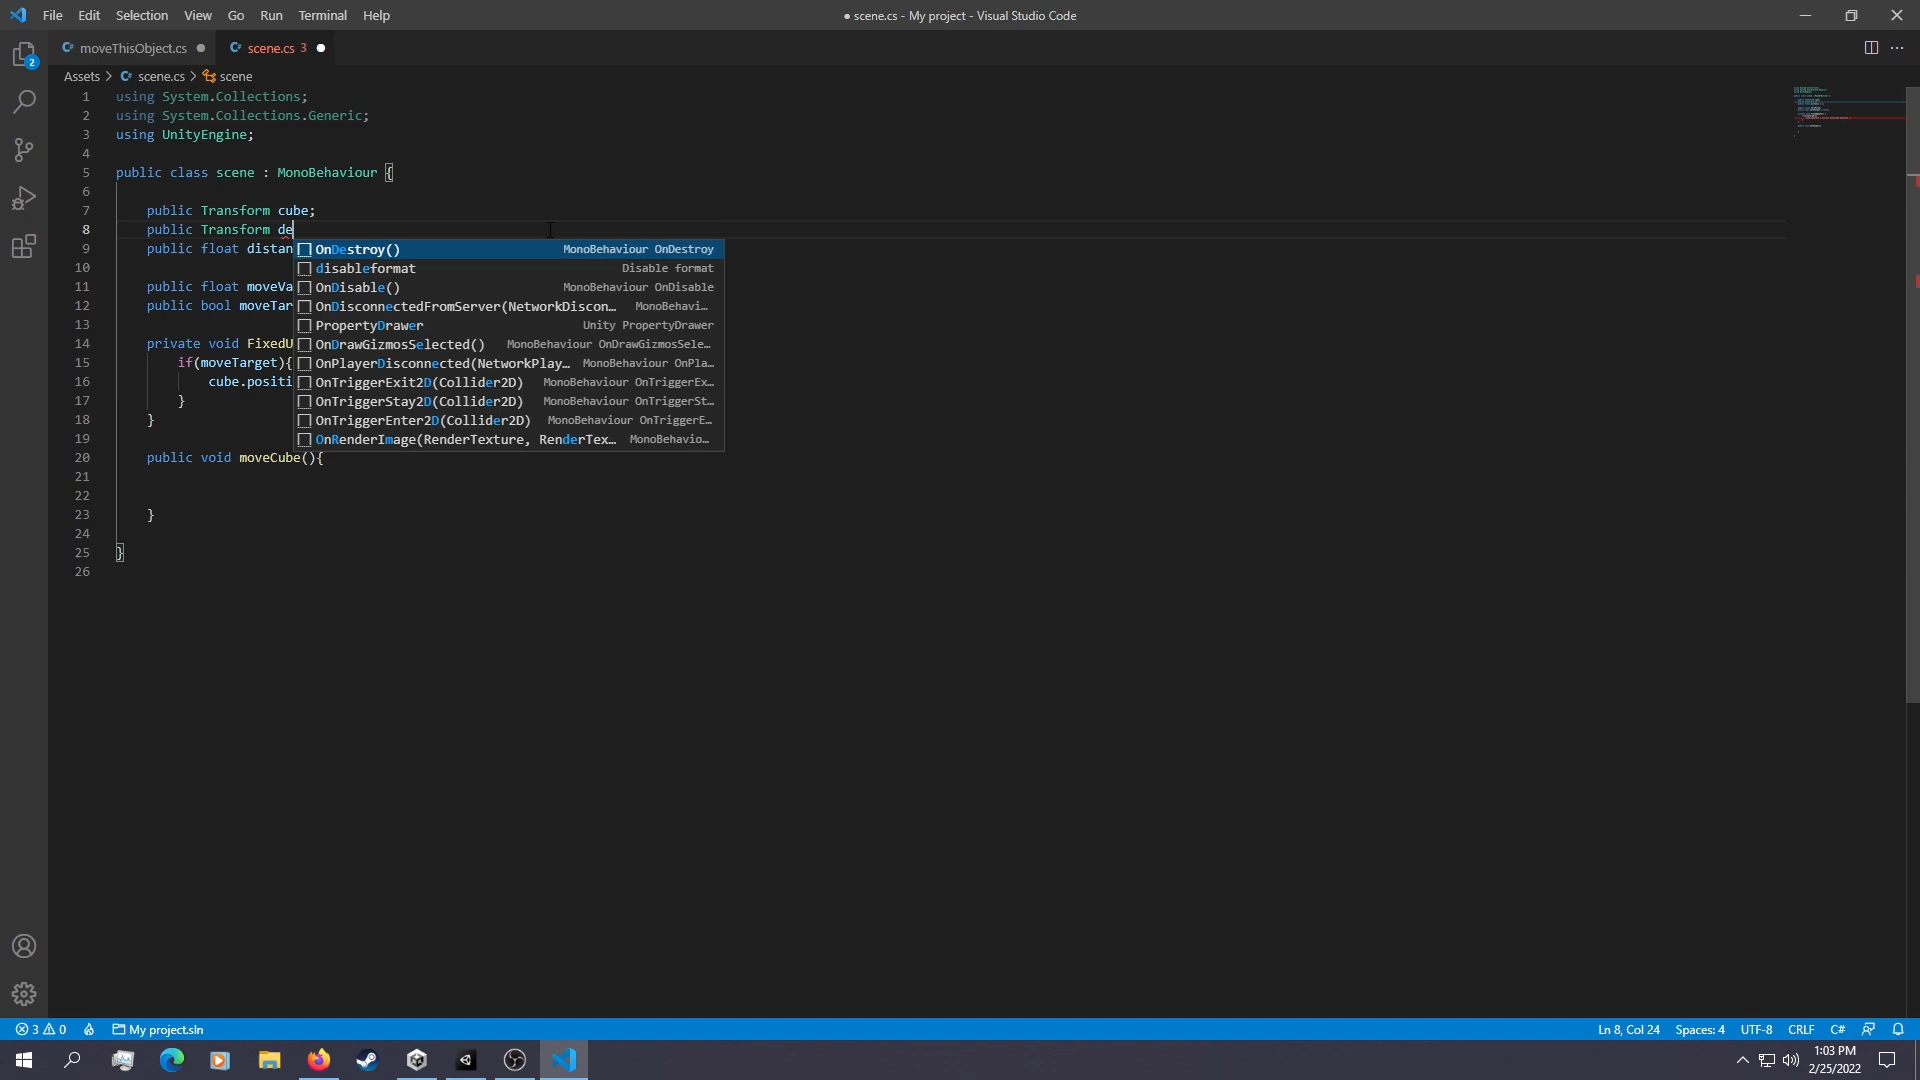 File Edit Selection View Go Run Terminal Help
● scene.cs - My project - Visual Studio Code
moveThisObject.cs ●
scene.cs 3 ●
Assets > scene.cs > scene
1 using System.Collections;
2 using System.Collections.Generic;
3 using UnityEngine;
4
5 public class scene : MonoBehaviour {
6
7 public Transform cube;
8 public Transform de
9 public float distan
10
11 public float moveVa
12 public bool moveTar
13
14 private void FixedU
15 if(moveTarget){
16 cube.positi
17 }
18 }
19
20 public void moveCube(){
21
22
23 }
24
25 }
26
OnDestroy() MonoBehaviour OnDestroy
disableformat Disable format
OnDisable() MonoBehaviour OnDisable
OnDisconnectedFromServer(NetworkDiscon… MonoBehavi…
PropertyDrawer Unity PropertyDrawer
OnDrawGizmosSelected() MonoBehaviour OnDrawGizmosSele…
OnPlayerDisconnected(NetworkPlay… MonoBehaviour OnPla…
OnTriggerExit2D(Collider2D) MonoBehaviour OnTriggerEx…
OnTriggerStay2D(Collider2D) MonoBehaviour OnTriggerSt…
OnTriggerEnter2D(Collider2D) MonoBehaviour OnTriggerE…
OnRenderImage(RenderTexture, RenderTex… MonoBehavio…
2
3 0 My project.sln
Ln 8, Col 24 Spaces: 4 UTF-8 CRLF C#
1:03 PM
2/25/2022